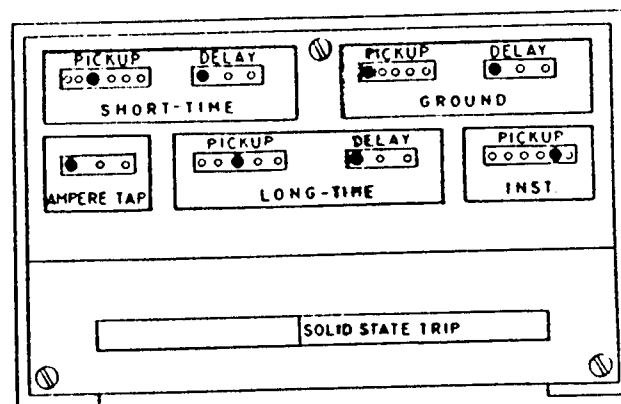 PICKUP DELAY
SHORT-TIME
PICKUP DELAY
GROUND
AMPERE TAP
PICKUP DELAY
LONG-TIME
PICKUP
INST.
SOLID STATE TRIP